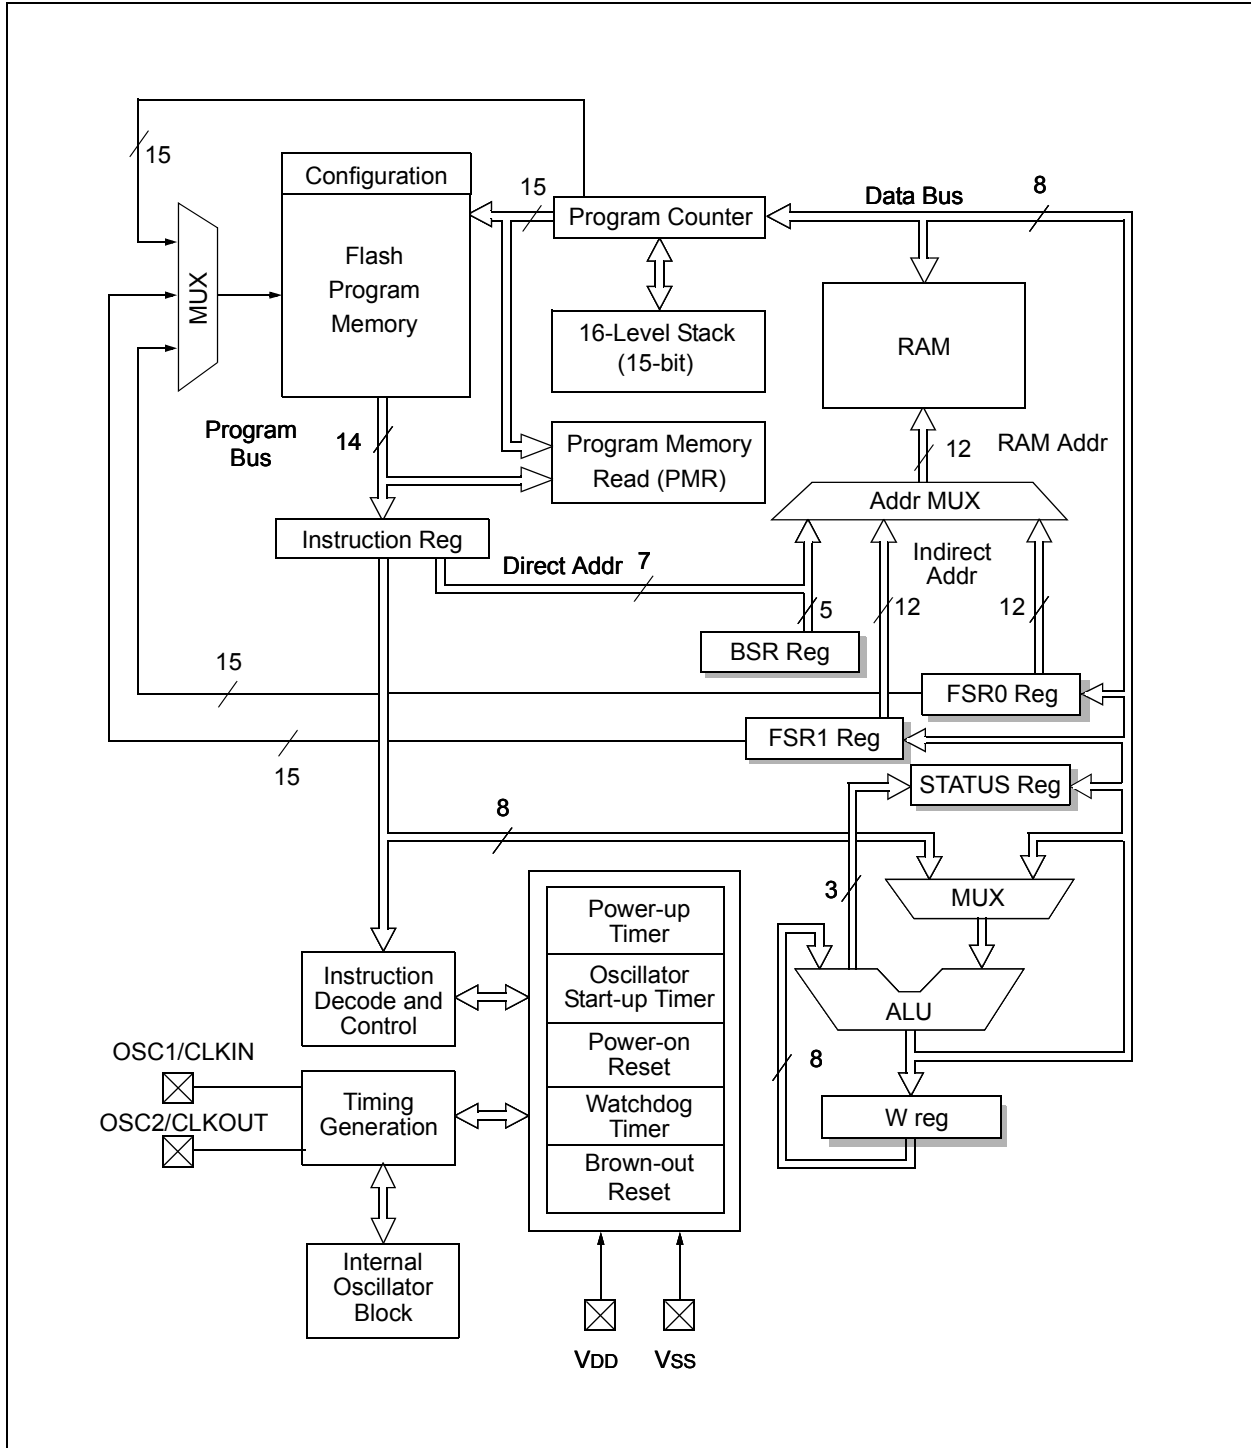 15
Configuration
15
Program Counter
Data Bus
8
MUX
Flash
Program
Memory
16-Level Stack
(15-bit)
RAM
Program
Bus
14
Program Memory
Read (PMR)
12
RAM Addr
Addr MUX
Instruction Reg
Direct Addr
7
Indirect
Addr
5
12
12
BSR Reg
15
FSR0 Reg
FSR1 Reg
15
STATUS Reg
8
3
MUX
Power-up
Timer
Instruction
Decode and
Control
Oscillator
Start-up Timer
ALU
OSC1/CLKIN
Power-on
Reset
8
OSC2/CLKOUT
Timing
Generation
Watchdog
Timer
W reg
Brown-out
Reset
Internal
Oscillator
Block
VDD
VSS